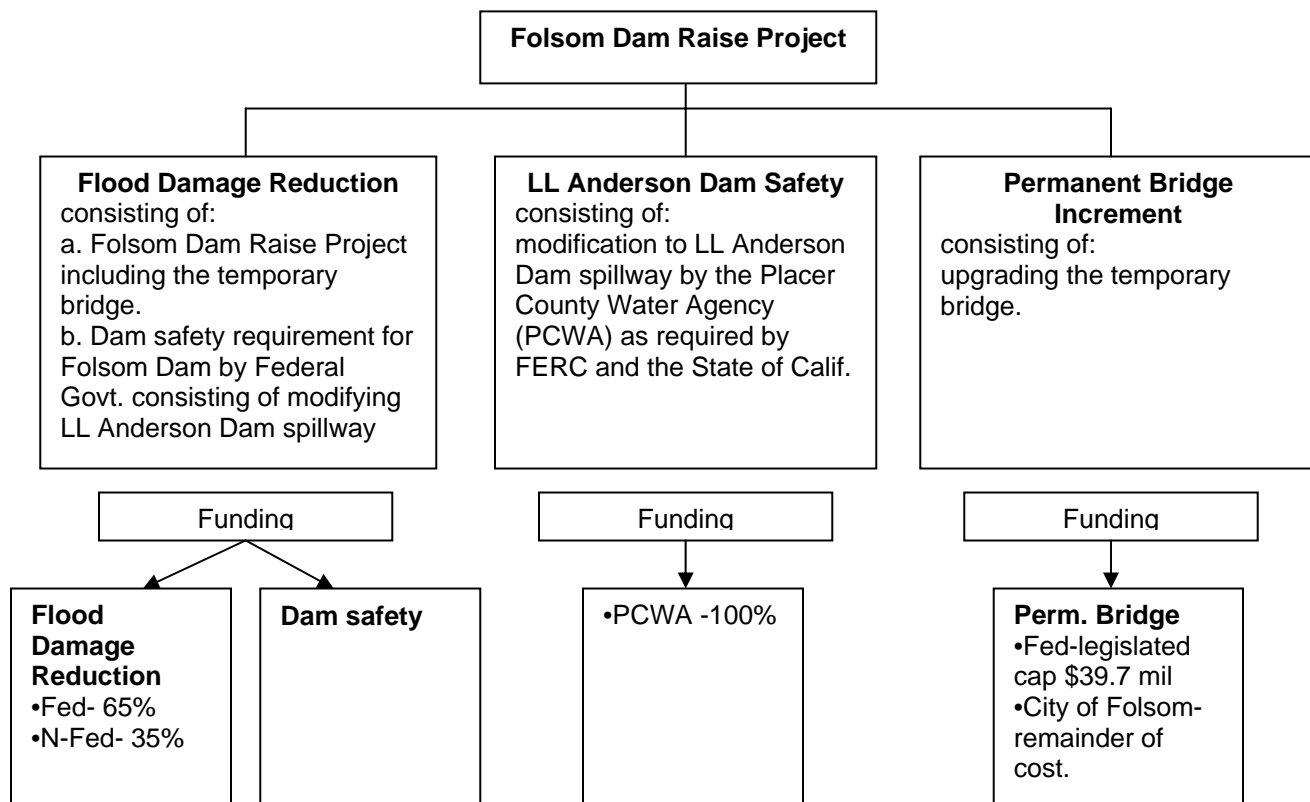 Folsom Dam Raise Project
Flood Damage Reduction
consisting of:
a. Folsom Dam Raise Project
including the temporary
bridge.
b. Dam safety requirement for
Folsom Dam by Federal
Govt. consisting of modifying
LL Anderson Dam spillway
LL Anderson Dam Safety
consisting of:
modification to LL Anderson
Dam spillway by the Placer
County Water Agency
(PCWA) as required by
FERC and the State of Calif.
Permanent Bridge
Increment
consisting of:
upgrading the temporary
bridge.
Funding
Funding
Funding
Flood
Damage
Reduction
•Fed- 65%
•N-Fed- 35%
Dam safety
•PCWA -100%
Perm. Bridge
•Fed-legislated
cap $39.7 mil
•City of Folsom-
remainder of
cost.